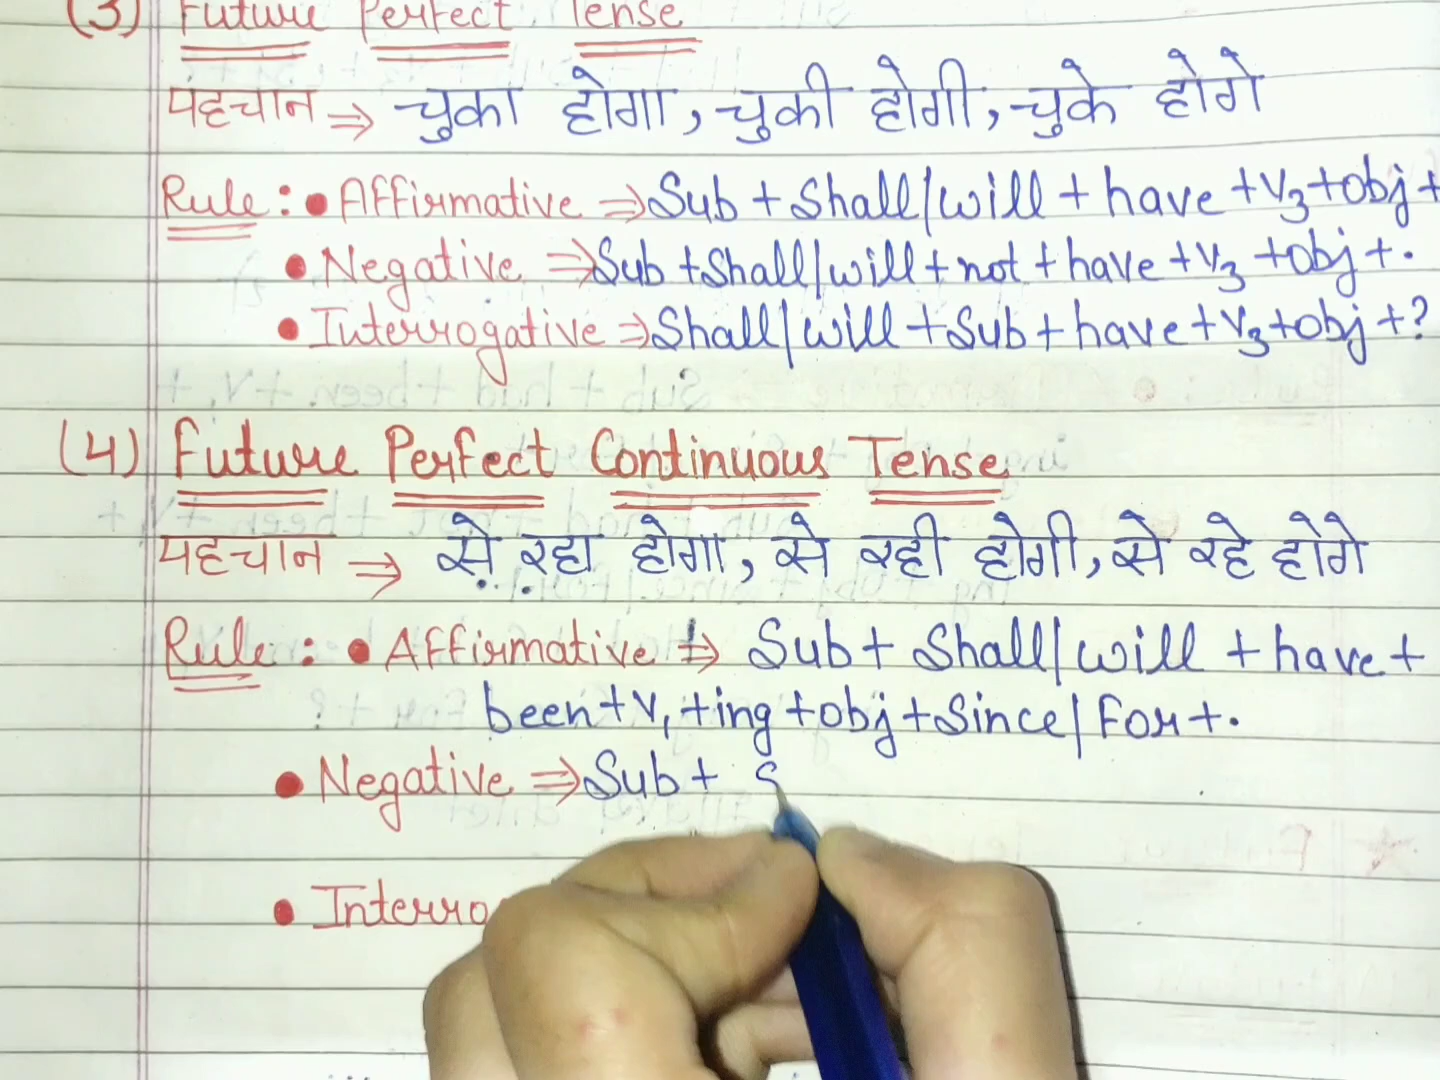 (3) Future Perfect Tense
पहचान ⇒ चुका होगा, चुकी होगी, चुके होगे
Rule : • Affirmative ⇒ Sub + Shall/will + have + V3 + obj +
• Negative ⇒ Sub + Shall/will + not + have + V3 + obj + .
• Interrogative ⇒ Shall/will + Sub + have + V3 + obj + ?
(4) Future Perfect Continuous Tense
पहचान ⇒ से रहा होगा, से रही होगी, से रहे होंगे
Rule : • Affirmative ⇒ Sub + Shall/will + have +
been + V1 + ing + obj + Since/For + .
• Negative ⇒ Sub + S
• Interro